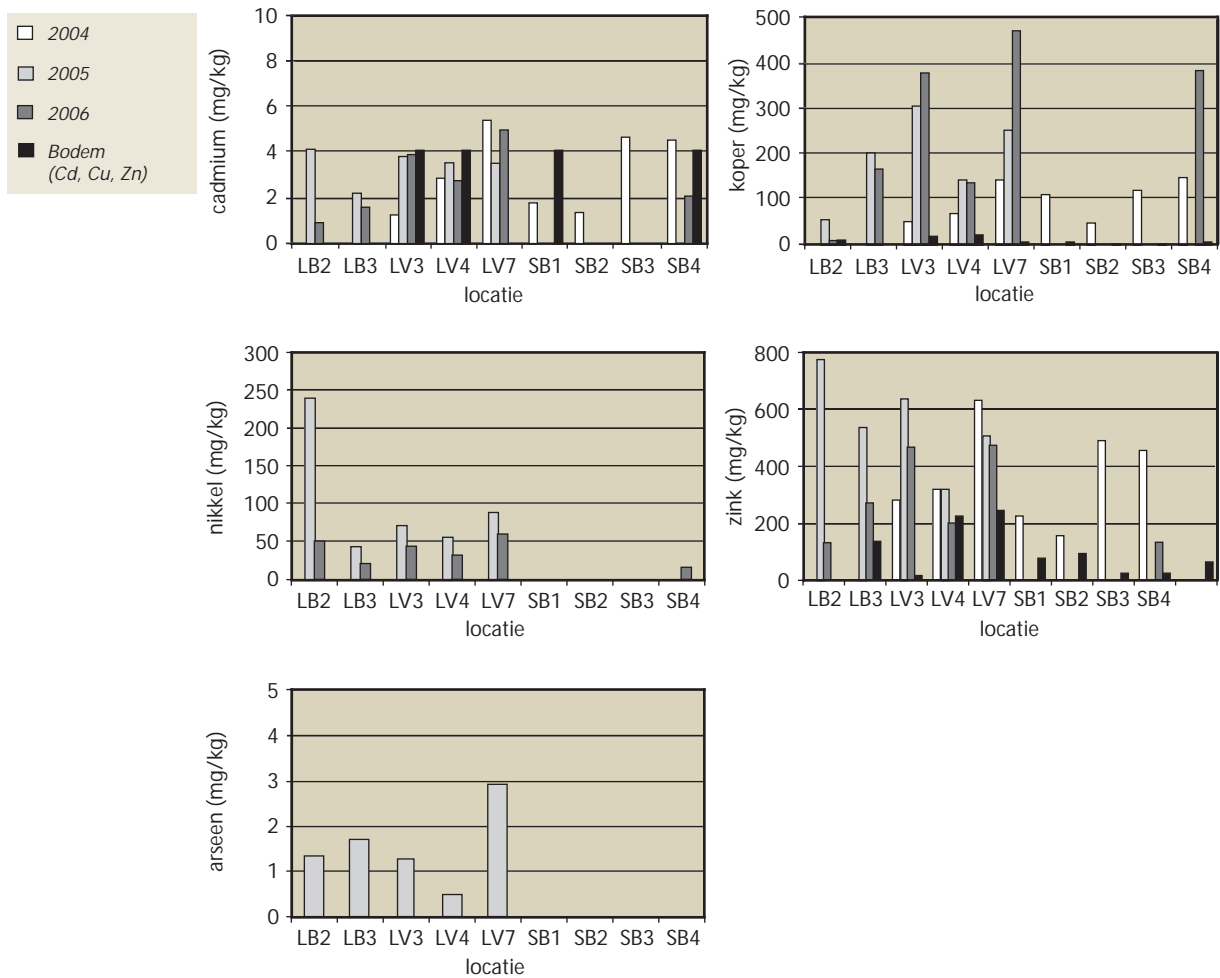 2004
2005
2006
Bodem
(Cd, Cu, Zn)
cadmium (mg/kg)
10
8
6
4
2
0
LB2 LB3 LV3 LV4 LV7 SB1 SB2 SB3 SB4
locatie
koper (mg/kg)
500
400
300
200
100
0
LB2 LB3 LV3 LV4 LV7 SB1 SB2 SB3 SB4
locatie
nikkel (mg/kg)
300
250
200
150
100
50
0
LB2 LB3 LV3 LV4 LV7 SB1 SB2 SB3 SB4
locatie
zink (mg/kg)
800
600
400
200
0
LB2 LB3 LV3 LV4 LV7 SB1 SB2 SB3 SB4
locatie
arseen (mg/kg)
5
4
3
2
1
0
LB2 LB3 LV3 LV4 LV7 SB1 SB2 SB3 SB4
locatie